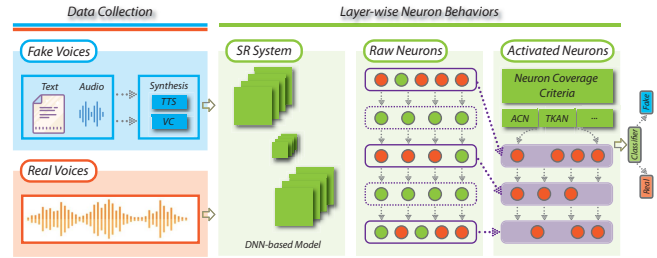 Data Collection
Layer-wise Neuron Behaviors
Fake Voices
SR System
Raw Neurons
Activated Neurons
Text
Audio
Synthesis
TTS
VC
Neuron Coverage
Criteria
ACN
TKAN
...
Fake
Classifier
Real
Real Voices
DNN-based Model